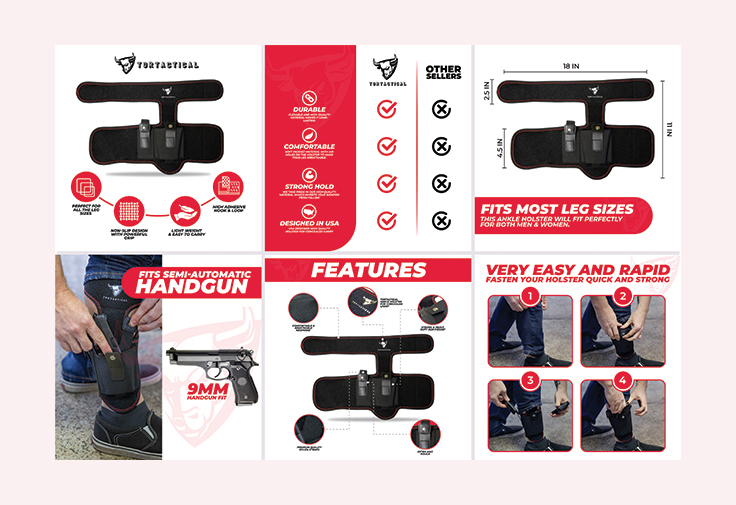 TORTACTICAL
PERFECT FOR
ALL THE LEG
SIZES
NON-SLIP DESIGN
WITH POWERFUL
GRIP
LIGHT WEIGHT
& EASY TO CARRY
HIGH ADHESIVE
HOOK & LOOP
TORTACTICAL
OTHER
SELLERS
DURABLE
COMFORTABLE
STRONG HOLD
DESIGNED IN USA
18 IN
2.5 IN
4.5 IN
11 IN
FITS MOST LEG SIZES
THIS ANKLE HOLSTER WILL FIT PERFECTLY
FOR BOTH MEN & WOMEN.
FITS SEMI-AUTOMATIC
HANDGUN
TORTACTICAL
9MM
HANDGUN FIT
FEATURES
VERY EASY AND RAPID
FASTEN YOUR HOLSTER QUICK AND STRONG
1
2
3
4